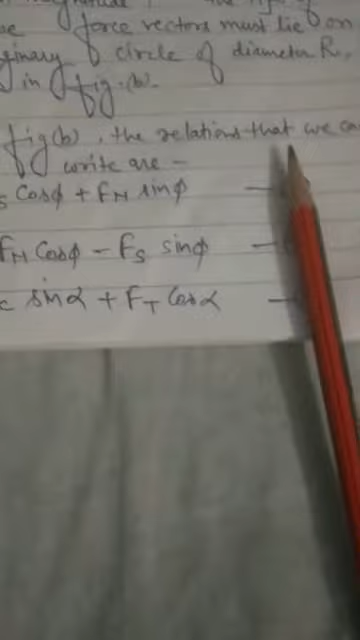 force vectors must lie on
circle of diameter R.
in fig.(b).
fig(b), the relations that we
write are -
s Cosϕ + FN sinϕ
FN Cosϕ - Fs sinϕ
c sinα + FT Cosα